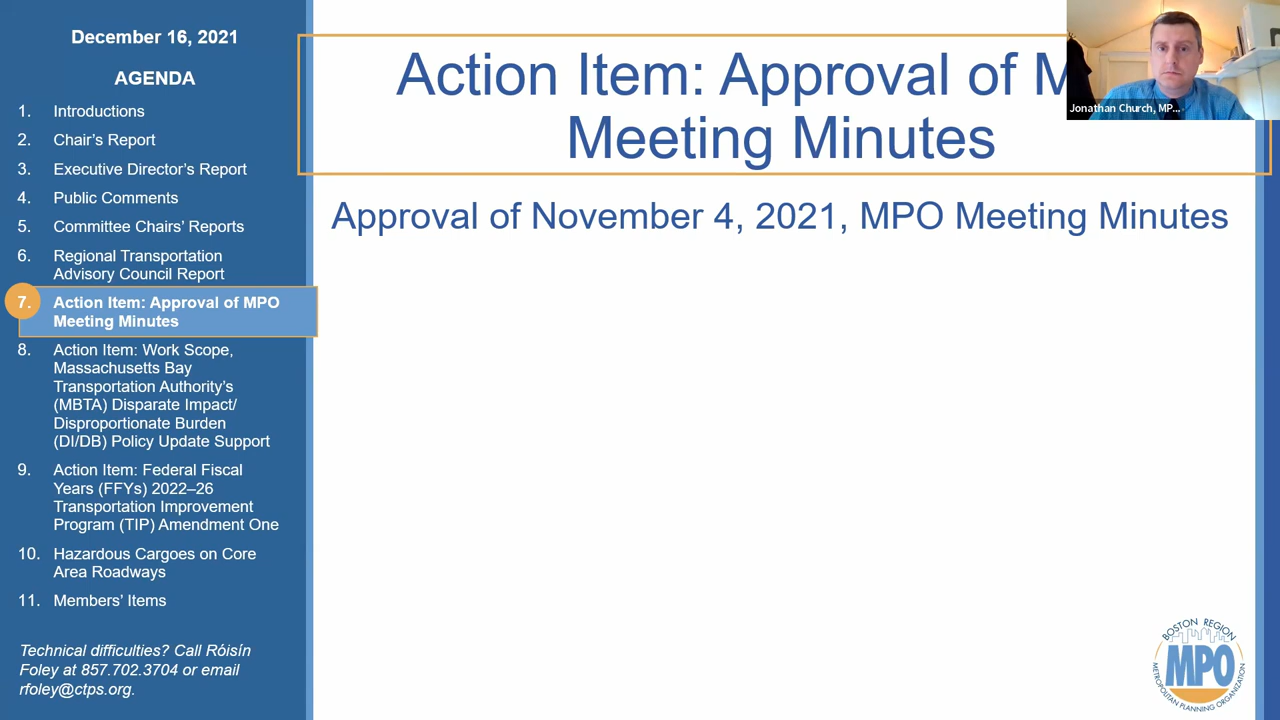 December 16, 2021
AGENDA
1. Introductions
2. Chair’s Report
3. Executive Director’s Report
4. Public Comments
5. Committee Chairs’ Reports
6. Regional Transportation
Advisory Council Report
7. Action Item: Approval of MPO
Meeting Minutes
8. Action Item: Work Scope,
Massachusetts Bay
Transportation Authority’s
(MBTA) Disparate Impact/
Disproportionate Burden
(DI/DB) Policy Update Support
9. Action Item: Federal Fiscal
Years (FFYs) 2022–26
Transportation Improvement
Program (TIP) Amendment One
10. Hazardous Cargoes on Core
Area Roadways
11. Members’ Items
Technical difficulties? Call Róisín
Foley at 857.702.3704 or email
rfoley@ctps.org.
Action Item: Approval of M
Meeting Minutes
Approval of November 4, 2021, MPO Meeting Minutes
Jonathan Church, MP...
BOSTON REGION
MPO
METROPOLITAN PLANNING ORGANIZATION